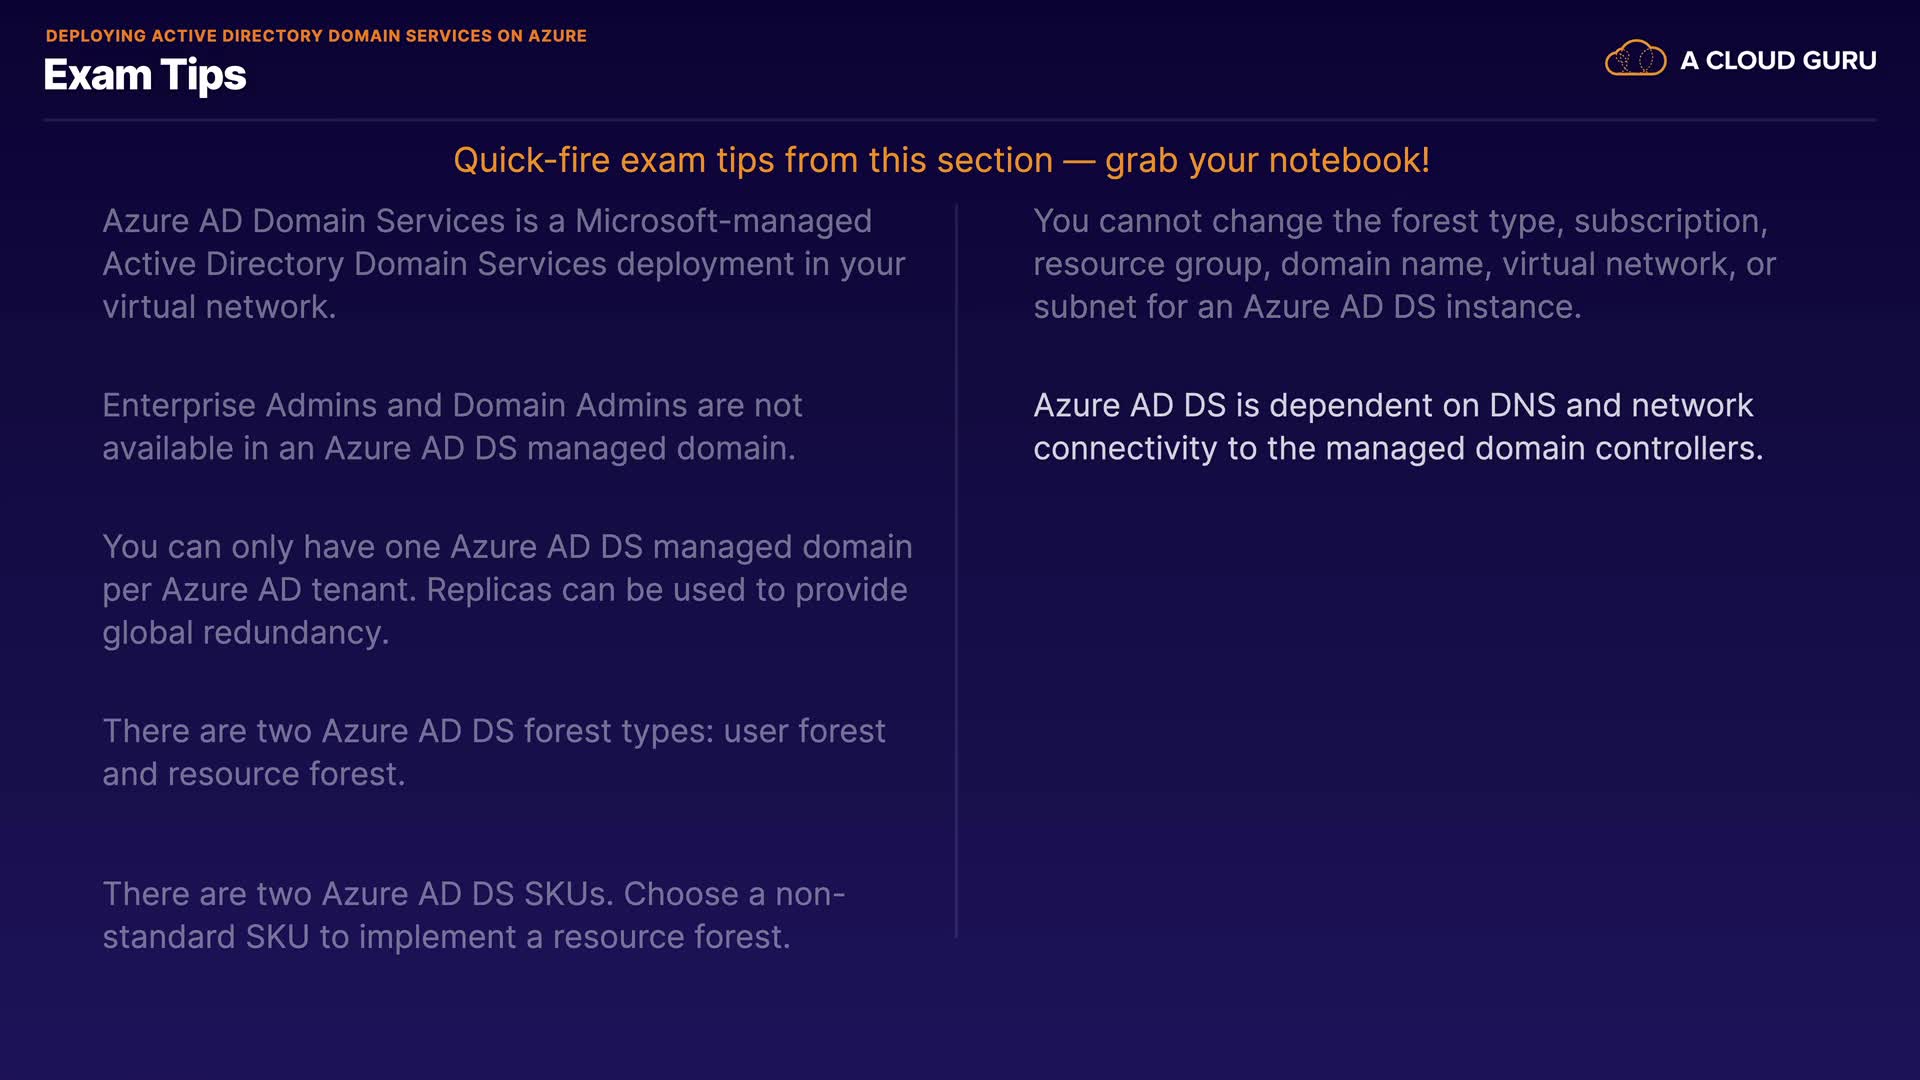 DEPLOYING ACTIVE DIRECTORY DOMAIN SERVICES ON AZURE
Exam Tips
A CLOUD GURU
Quick-fire exam tips from this section — grab your notebook!
Azure AD Domain Services is a Microsoft-managed
Active Directory Domain Services deployment in your
virtual network.
Enterprise Admins and Domain Admins are not
available in an Azure AD DS managed domain.
You can only have one Azure AD DS managed domain
per Azure AD tenant. Replicas can be used to provide
global redundancy.
There are two Azure AD DS forest types: user forest
and resource forest.
There are two Azure AD DS SKUs. Choose a non-
standard SKU to implement a resource forest.
You cannot change the forest type, subscription,
resource group, domain name, virtual network, or
subnet for an Azure AD DS instance.
Azure AD DS is dependent on DNS and network
connectivity to the managed domain controllers.